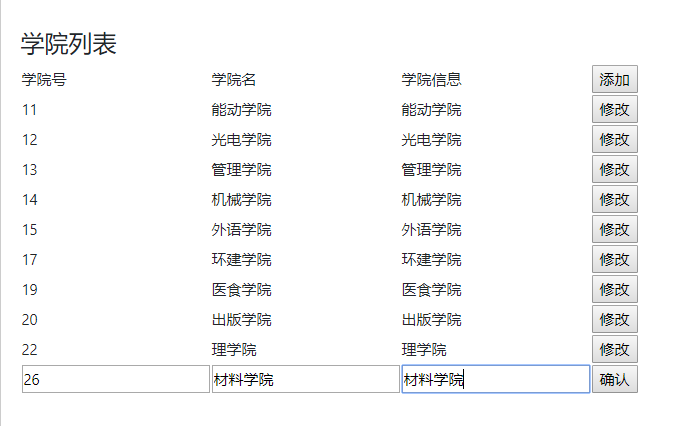 学院列表
学院号 学院名 学院信息 添加
11 能动学院 能动学院 修改
12 光电学院 光电学院 修改
13 管理学院 管理学院 修改
14 机械学院 机械学院 修改
15 外语学院 外语学院 修改
17 环建学院 环建学院 修改
19 医食学院 医食学院 修改
20 出版学院 出版学院 修改
22 理学院 理学院 修改
26 材料学院 材料学院 确认